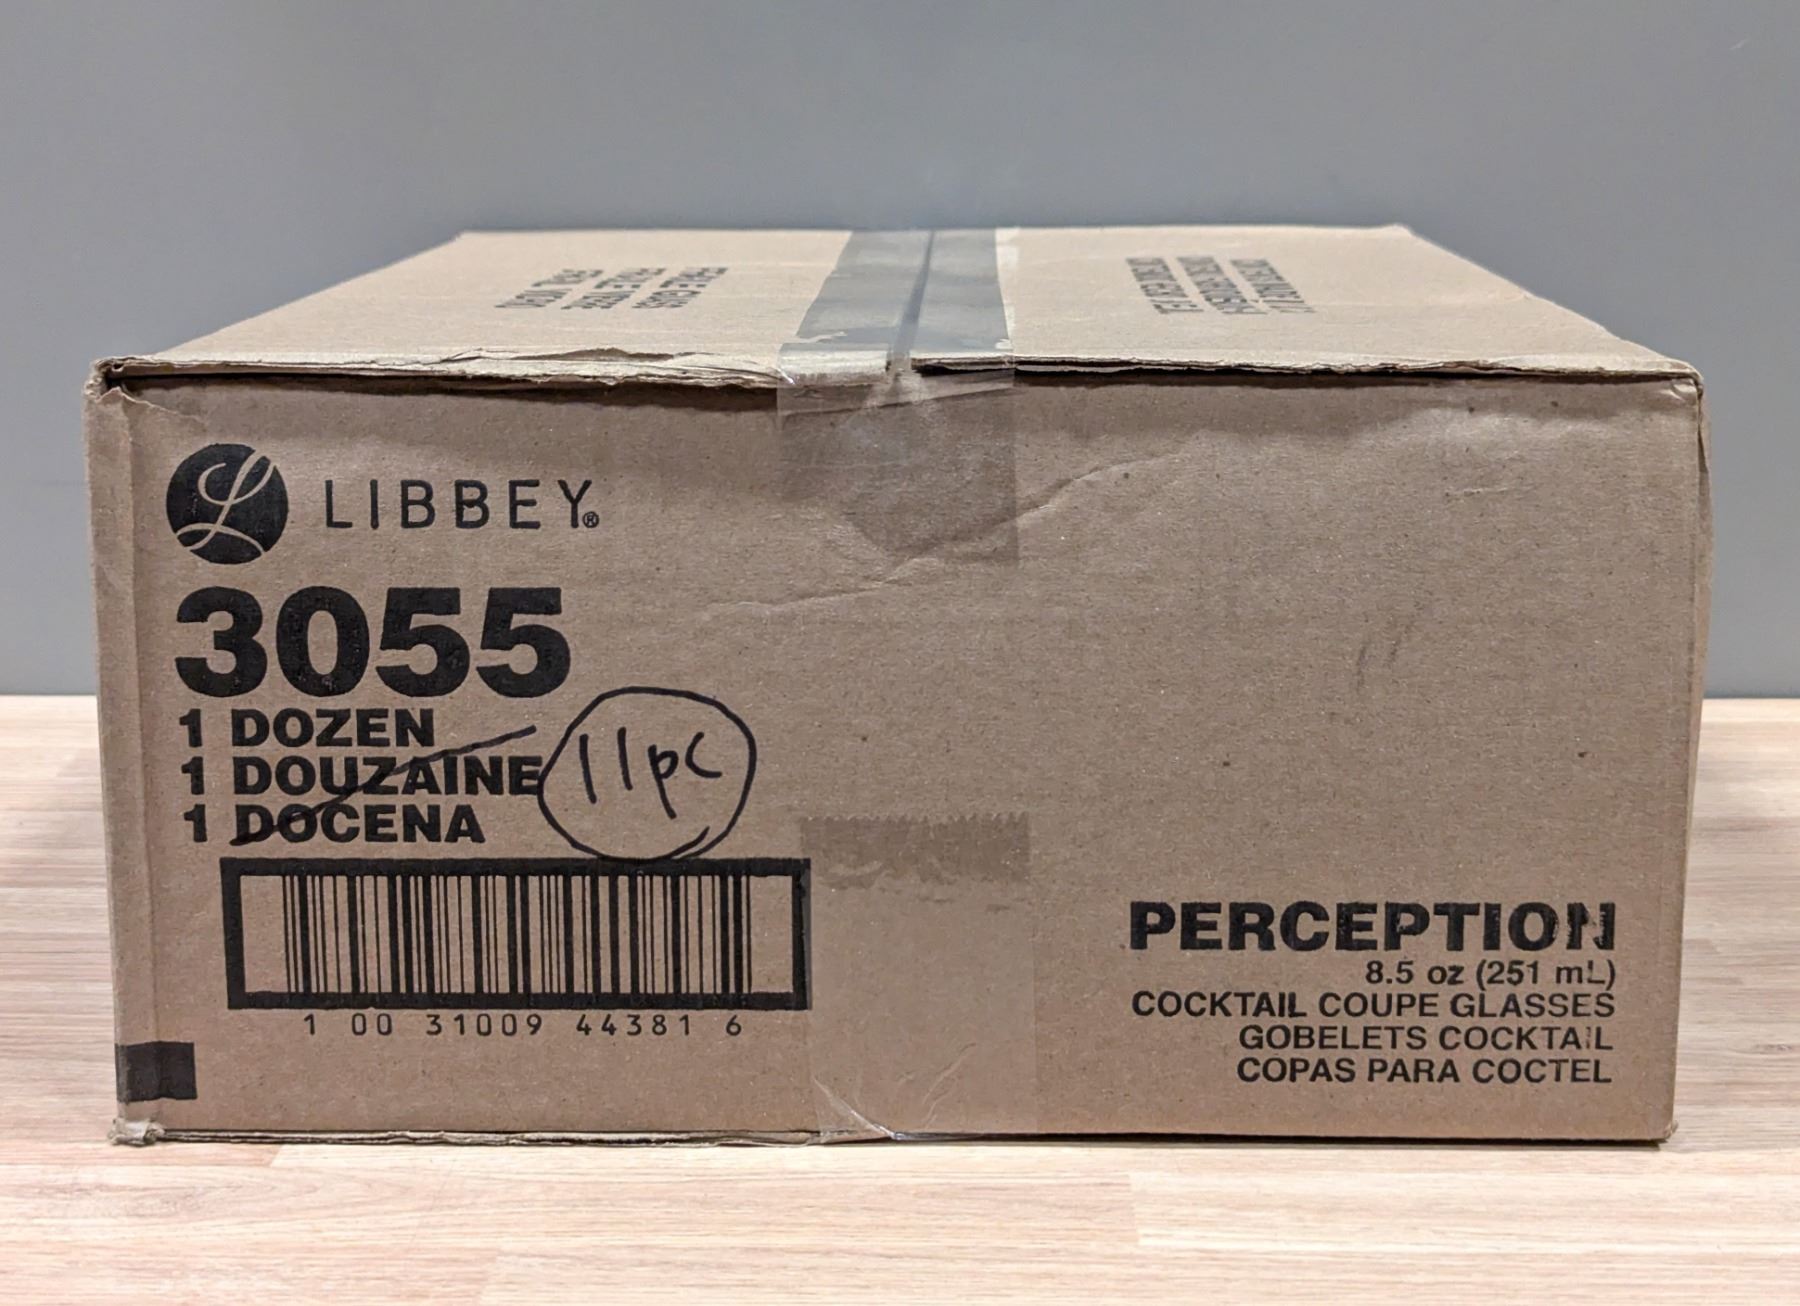 LIBBEY®
3055
1 DOZEN
1 DOUZAINE
1 DOCENA
11pc
1 00 31009 44381 6
PERCEPTION
8.5 oz (251 mL)
COCKTAIL COUPE GLASSES
GOBELETS COCKTAIL
COPAS PARA COCTEL